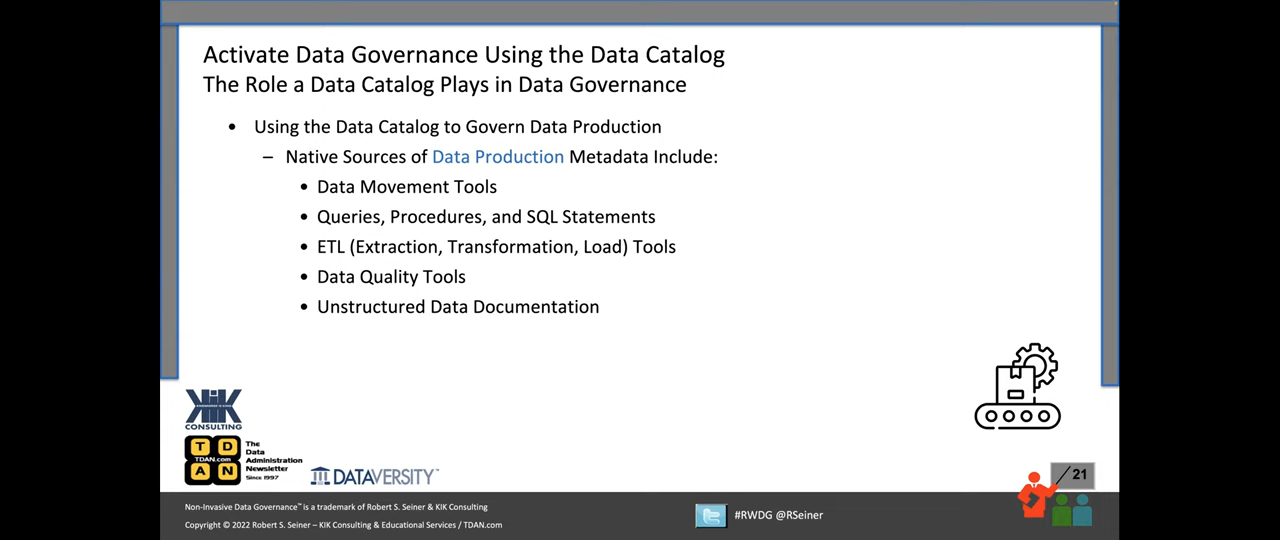 Activate Data Governance Using the Data Catalog
The Role a Data Catalog Plays in Data Governance
• Using the Data Catalog to Govern Data Production
– Native Sources of Data Production Metadata Include:
• Data Movement Tools
• Queries, Procedures, and SQL Statements
• ETL (Extraction, Transformation, Load) Tools
• Data Quality Tools
• Unstructured Data Documentation
KIK
CONSULTING
T D
TDAN.com
A N
The
Data
Administration
Newsletter
Since 1997
DATAVERSITY™
21
Non-Invasive Data Governance™ is a trademark of Robert S. Seiner & KIK Consulting
Copyright © 2022 Robert S. Seiner – KIK Consulting & Educational Services / TDAN.com
#RWDG @RSeiner